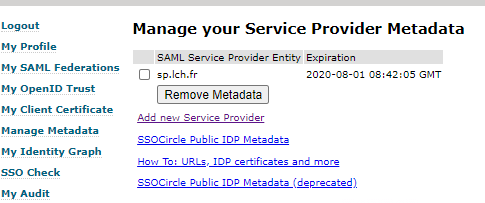 Logout
My Profile
My SAML Federations
My OpenID Trust
My Client Certificate
Manage Metadata
My Identity Graph
SSO Check
My Audit
Manage your Service Provider Metadata
SAML Service Provider Entity Expiration
sp.lch.fr 2020-08-01 08:42:05 GMT
Remove Metadata
Add new Service Provider
SSOCircle Public IDP Metadata
How To: URLs, IDP certificates and more
SSOCircle Public IDP Metadata (deprecated)